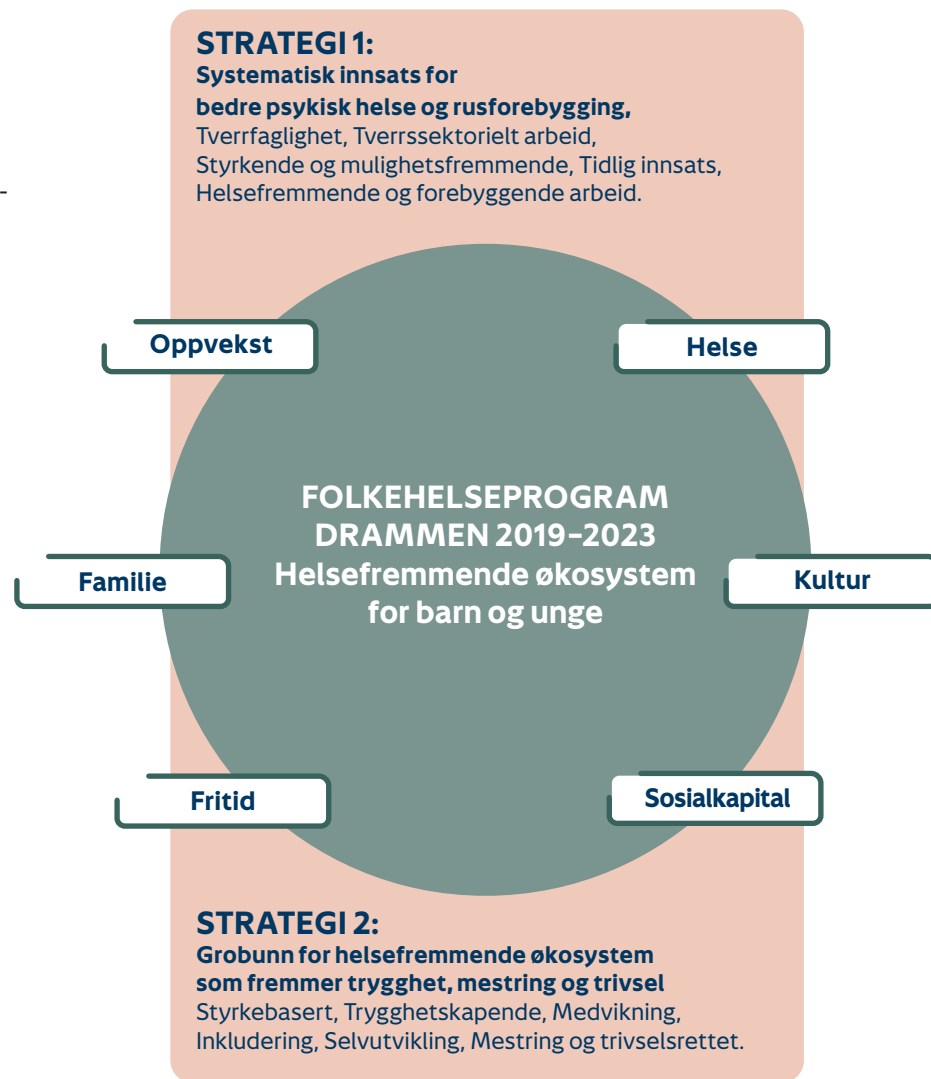 STRATEGI 1:
Systematisk innsats for
bedre psykisk helse og rusforebygging,
Tverrfaglighet, Tverrssektorielt arbeid,
Styrkende og mulighetsfremmende, Tidlig innsats,
Helsefremmende og forebyggende arbeid.
-
Oppvekst
Helse
FOLKEHELSEPROGRAM
DRAMMEN 2019–2023
Helsefremmende økosystem
for barn og unge
Familie
Kultur
Fritid
Sosialkapital
STRATEGI 2:
Grobunn for helsefremmende økosystem
som fremmer trygghet, mestring og trivsel
Styrkebasert, Trygghetskapende, Medvikning,
Inkludering, Selvutvikling, Mestring og trivselsrettet.